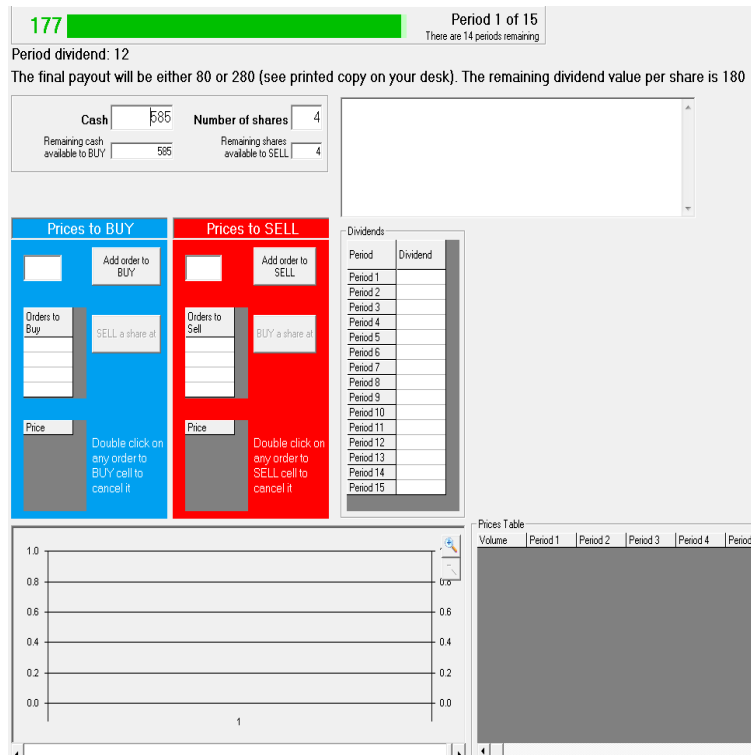 177
Period 1 of 15
There are 14 periods remaining
Period dividend: 12
The final payout will be either 80 or 280 (see printed copy on your desk). The remaining dividend value per share is 180
Cash 585 Number of shares 4
Remaining cash available to BUY 585
Remaining shares available to SELL 4
Prices to BUY
Add order to BUY
Orders to Buy
SELL a share at
Price
Double click on any order to BUY cell to cancel it
Prices to SELL
Add order to SELL
Orders to Sell
BUY a share at
Price
Double click on any order to SELL cell to cancel it
Dividends
Period Dividend
Period 1
Period 2
Period 3
Period 4
Period 5
Period 6
Period 7
Period 8
Period 9
Period 10
Period 11
Period 12
Period 13
Period 14
Period 15
1.0
0.8 0.8
0.6 0.6
0.4 0.4
0.2 0.2
0.0 0.0
1
Prices Table
Volume Period 1 Period 2 Period 3 Period 4 Period